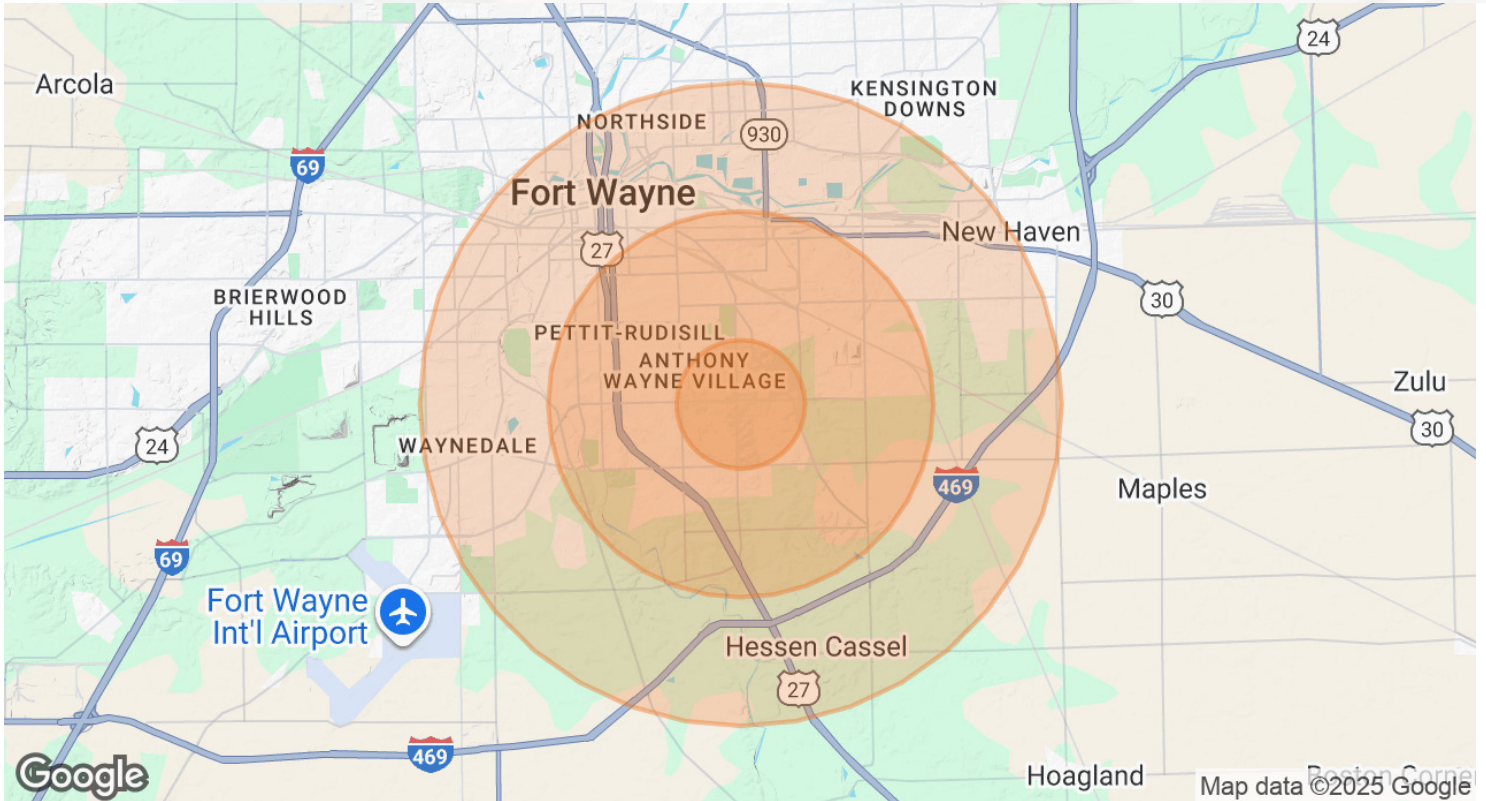 24
Arcola
KENSINGTON
DOWNS
NORTHSIDE
930
69
Fort Wayne
New Haven
27
BRIERWOOD
HILLS
30
PETTIT-RUDISILL
ANTHONY
WAYNE VILLAGE
Zulu
24
WAYNEDALE
30
469
Maples
69
Fort Wayne
Int'l Airport
Hessen Cassel
27
469
Google
Hoagland
Boston Corner
Map data ©2025 Google